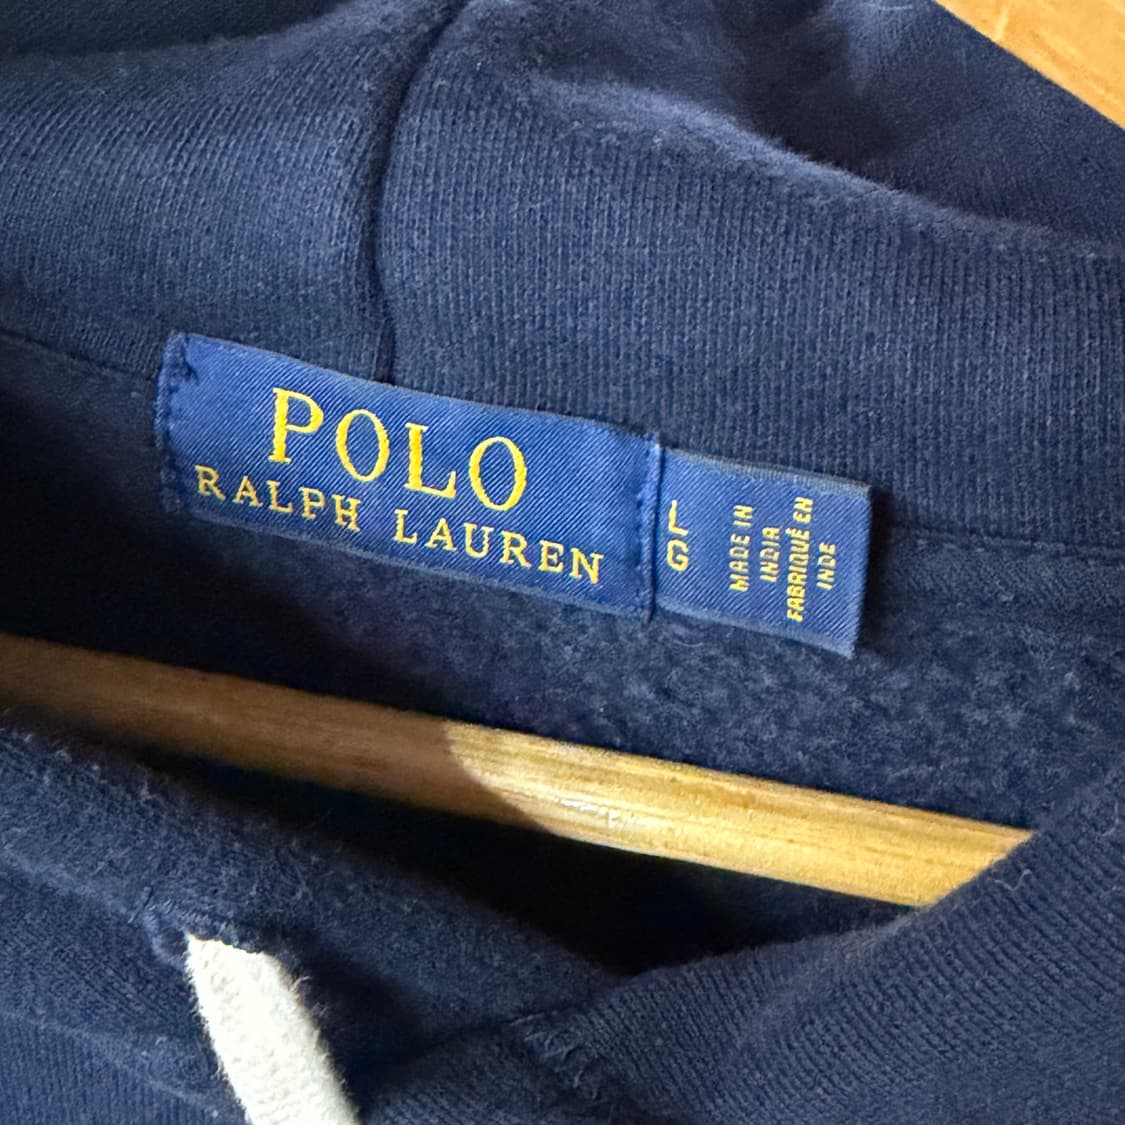 POLO
RALPH LAUREN
L
G
MADE IN
INDIA
FABRIQUÉ EN
INDE